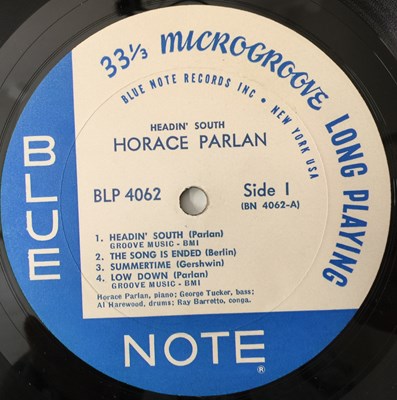 33⅓ MICROGROOVE LONG PLAYING
BLUE NOTE RECORDS INC • NEW YORK USA
HEADIN' SOUTH
HORACE PARLAN
BLP 4062
Side 1
(BN 4062-A)
1. HEADIN' SOUTH (Parlan)
GROOVE MUSIC - BMI
2. THE SONG IS ENDED (Berlin)
3. SUMMERTIME (Gershwin)
4. LOW DOWN (Parlan)
GROOVE MUSIC - BMI
Horace Parlan, piano; George Tucker, bass;
Al Harewood, drums; Ray Barretto, conga.
BLUE
NOTE ®